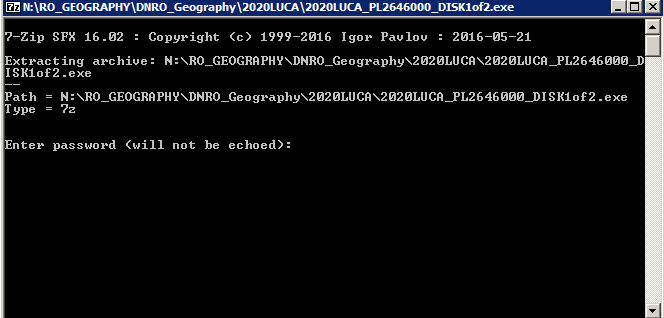 7z N:\RO_GEOGRAPHY\DNRO_Geography\2020LUCA\2020LUCA_PL2646000_DISK1of2.exe
7-Zip SFX 16.02 : Copyright (c) 1999-2016 Igor Pavlov : 2016-05-21
Extracting archive: N:\RO_GEOGRAPHY\DNRO_Geography\2020LUCA\2020LUCA_PL2646000_D
ISK1of2.exe
--
Path = N:\RO_GEOGRAPHY\DNRO_Geography\2020LUCA\2020LUCA_PL2646000_DISK1of2.exe
Type = 7z
Enter password (will not be echoed):